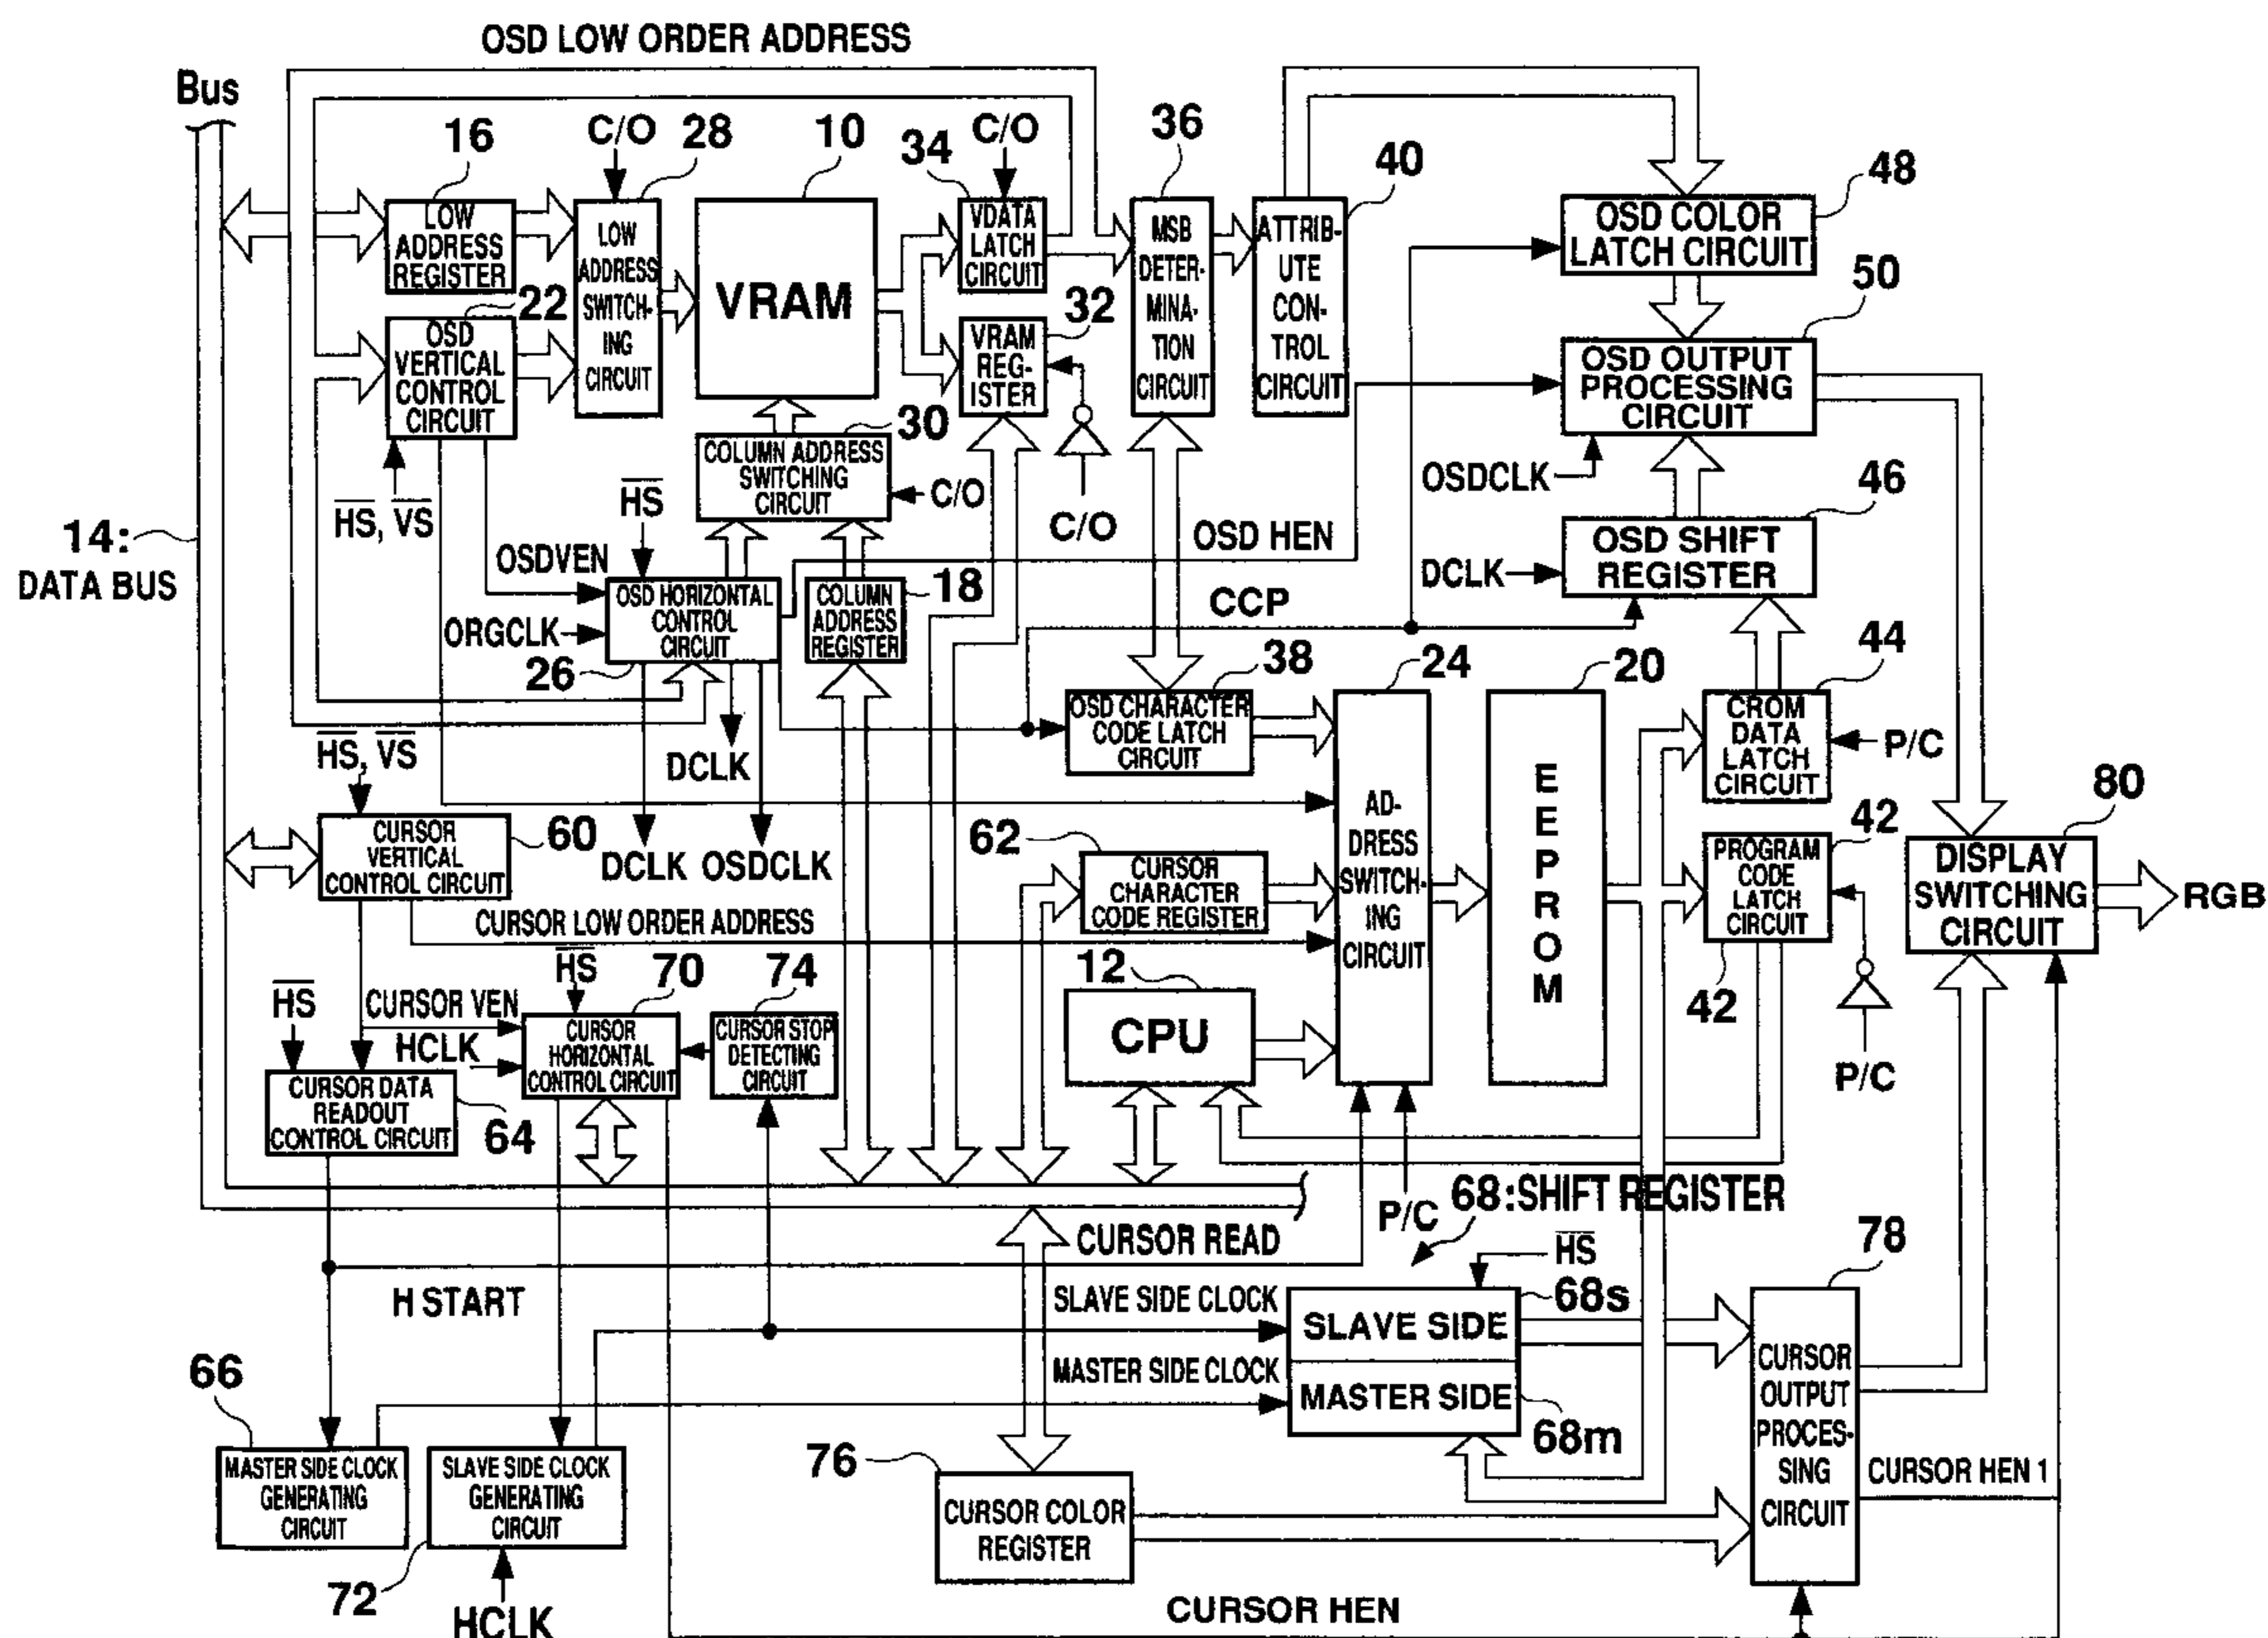 OSD LOW ORDER ADDRESS
Bus
16
C/O
28
10
34
C/O
36
40
48
LOW
ADDRESS
REGISTER
LOW
ADDRESS
SWITCH-
ING
CIRCUIT
VRAM
VDATA
LATCH
CIRCUIT
MSB
DETER-
MINA-
TION
CIRCUIT
ATTRIB-
UTE
CON-
TROL
CIRCUIT
OSD COLOR
LATCH CIRCUIT
22
OSD
VERTICAL
CONTROL
CIRCUIT
32
VRAM
REG-
ISTER
50
OSD OUTPUT
PROCESSING
CIRCUIT
30
COLUMN ADDRESS
SWITCHING
CIRCUIT
C/O
C/O
HS, VS
HS
OSDCLK
46
14:
DATA BUS
OSDVEN
OSD HEN
OSD SHIFT
REGISTER
DCLK
ORGCLK
OSD HORIZONTAL
CONTROL
CIRCUIT
26
COLUMN
ADDRESS
REGISTER
18
CCP
38
24
20
44
OSD CHARACTER
CODE LATCH
CIRCUIT
CROM
DATA
LATCH
CIRCUIT
P/C
HS, VS
DCLK
DCLK
OSDCLK
CURSOR
VERTICAL
CONTROL CIRCUIT
60
62
CURSOR
CHARACTER
CODE REGISTER
AD-
DRESS
SWITCH-
ING
CIRCUIT
E
E
P
R
O
M
PROGRAM
CODE
LATCH
CIRCUIT
42
42
80
DISPLAY
SWITCHING
CIRCUIT
RGB
CURSOR LOW ORDER ADDRESS
HS
HS
70
74
12
CPU
CURSOR VEN
HCLK
CURSOR
HORIZONTAL
CONTROL CIRCUIT
CURSOR STOP
DETECTING
CIRCUIT
P/C
CURSOR DATA
READOUT
CONTROL CIRCUIT
64
P/C
68:SHIFT REGISTER
CURSOR READ
HS
78
H START
SLAVE SIDE CLOCK
SLAVE SIDE
68s
MASTER SIDE CLOCK
MASTER SIDE
68m
CURSOR
OUTPUT
PROCES-
SING
CIRCUIT
66
MASTER SIDE CLOCK
GENERATING
CIRCUIT
SLAVE SIDE CLOCK
GENERATING
CIRCUIT
72
HCLK
76
CURSOR COLOR
REGISTER
CURSOR HEN 1
CURSOR HEN